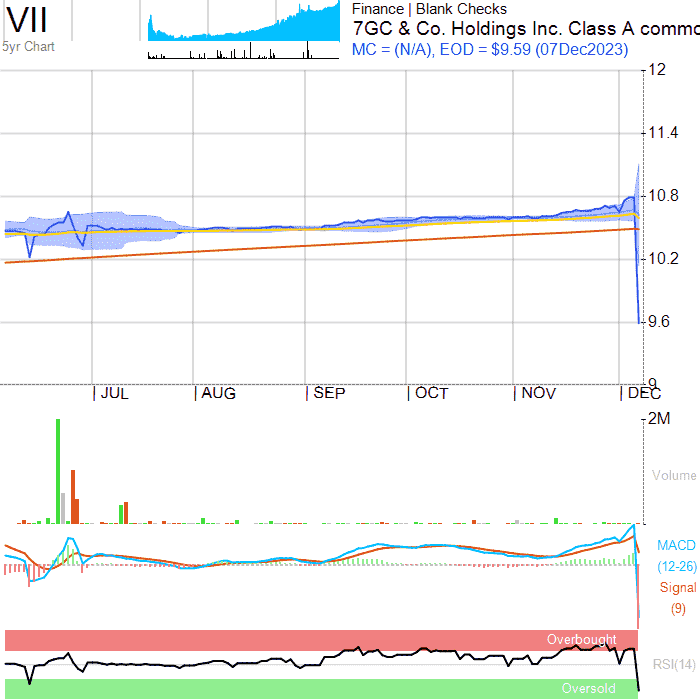 VII
5yr Chart
Finance | Blank Checks
7GC & Co. Holdings Inc. Class A commo
MC = (N/A), EOD = $9.59 (07Dec2023)
12
11.4
10.8
10.2
9.6
9
JUL AUG SEP OCT NOV DEC
2M
Volume
MACD
(12-26)
Signal
(9)
Overbought
RSI(14)
Oversold